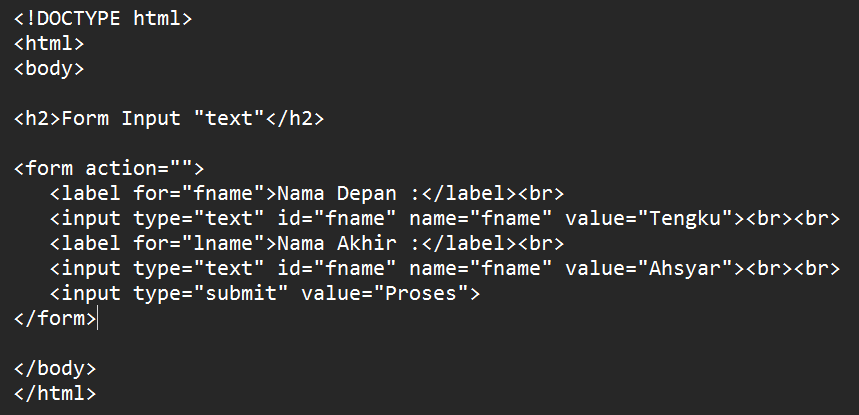 <!DOCTYPE html>
<html>
<body>
<h2>Form Input "text"</h2>
<form action="">
<label for="fname">Nama Depan :</label><br>
<input type="text" id="fname" name="fname" value="Tengku"><br><br>
<label for="lname">Nama Akhir :</label><br>
<input type="text" id="fname" name="fname" value="Ahsyar"><br><br>
<input type="submit" value="Proses">
</form>
</body>
</html>